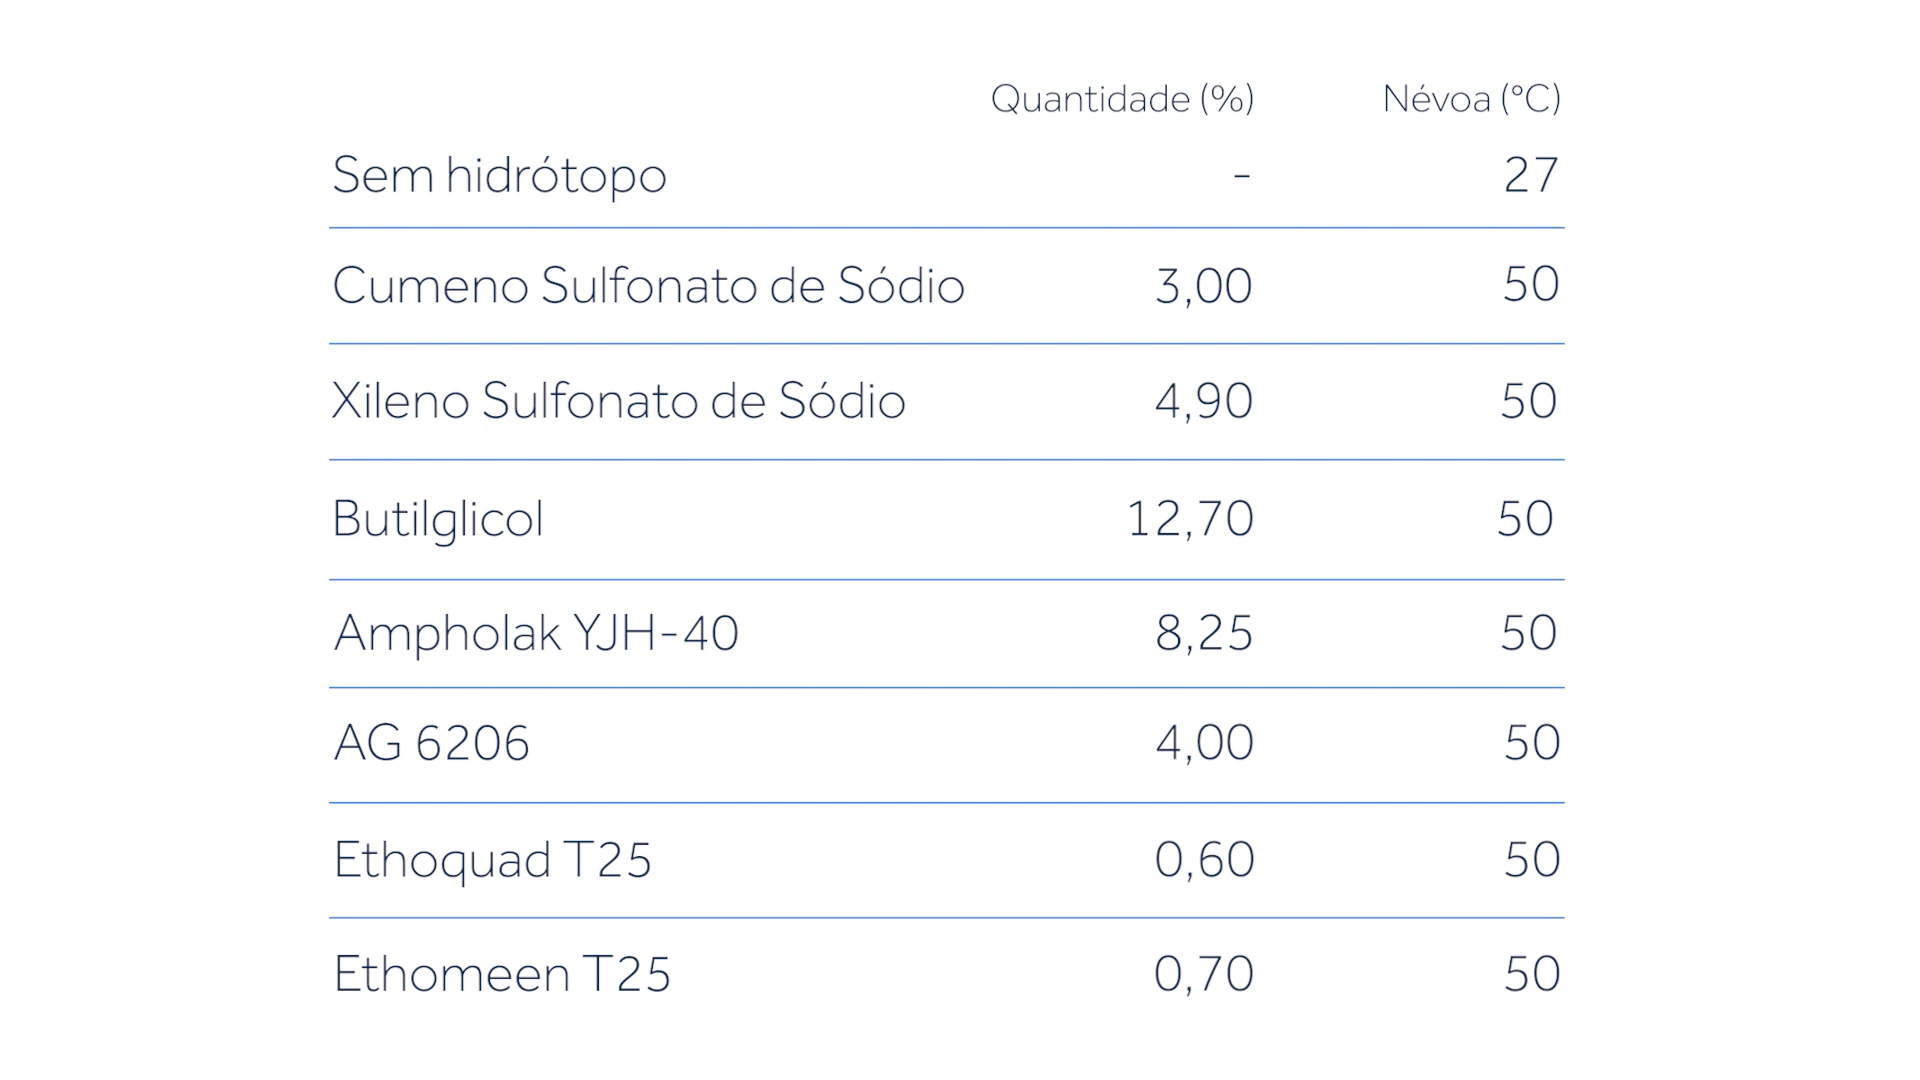 Quantidade (%) Névoa (°C)
Sem hidrótopo - 27
Cumeno Sulfonato de Sódio 3,00 50
Xileno Sulfonato de Sódio 4,90 50
Butilglicol 12,70 50
Ampholak YJH-40 8,25 50
AG 6206 4,00 50
Ethoquad T25 0,60 50
Ethomeen T25 0,70 50